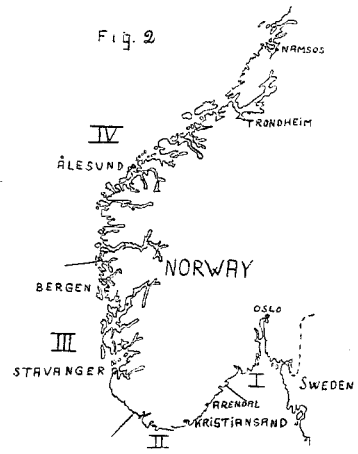 Fig. 2
NAMSOS
TRONDHEIM
IV
ÅLESUND
NORWAY
BERGEN
OSLO
III
STAVANGER
I
SWEDEN
ARENDAL
KRISTIANSAND
II